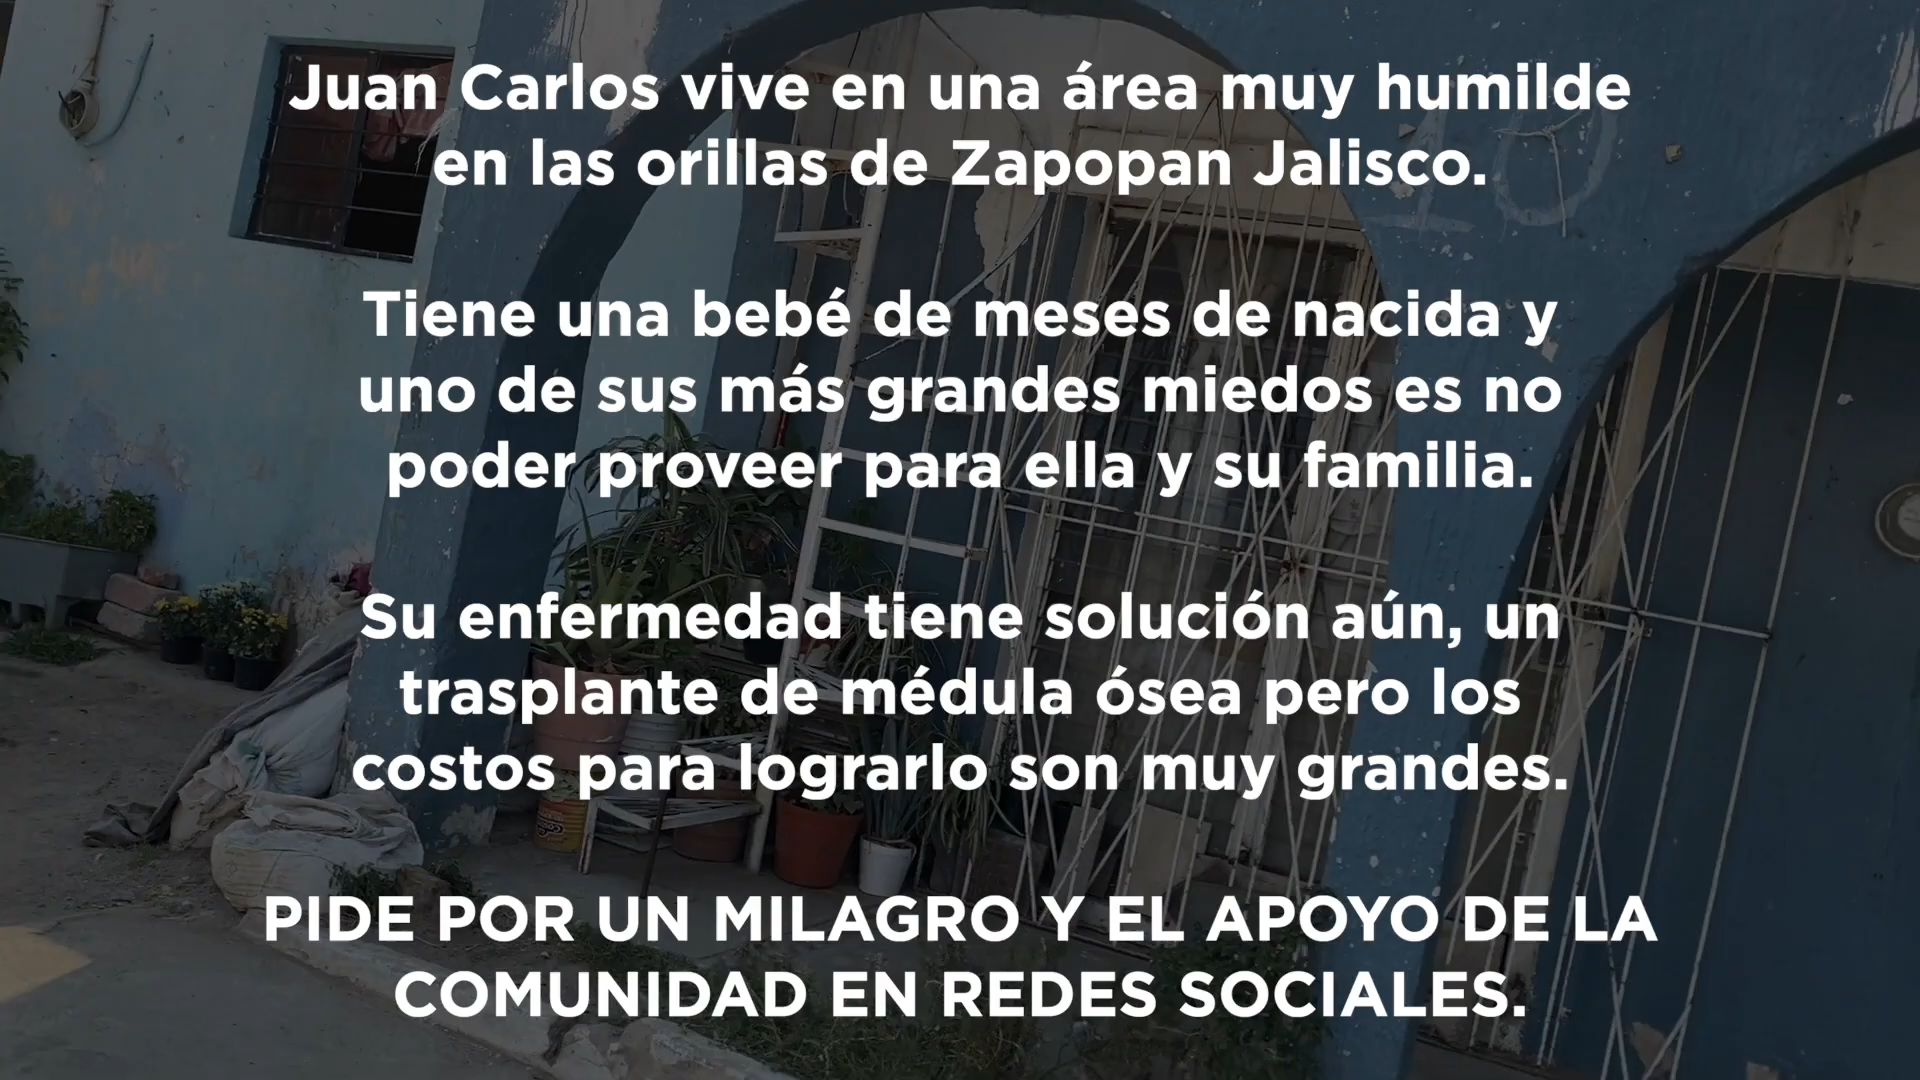 Juan Carlos vive en una área muy humilde
en las orillas de Zapopan Jalisco.
Tiene una bebé de meses de nacida y
uno de sus más grandes miedos es no
poder proveer para ella y su familia.
Su enfermedad tiene solución aún, un
trasplante de médula ósea pero los
costos para lograrlo son muy grandes.
PIDE POR UN MILAGRO Y EL APOYO DE LA
COMUNIDAD EN REDES SOCIALES.